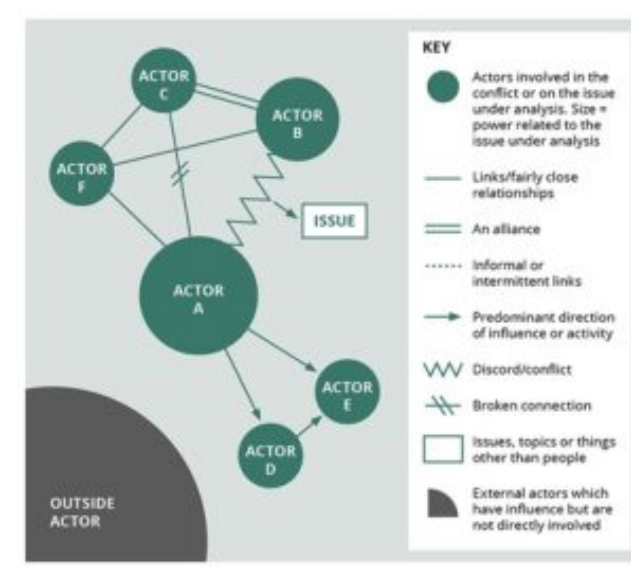 ACTOR
C
ACTOR
B
ACTOR
F
ISSUE
ACTOR
A
ACTOR
E
ACTOR
D
OUTSIDE
ACTOR
KEY
Actors involved in the
conflict or on the issue
under analysis. Size =
power related to the
issue under analysis
Links/fairly close
relationships
An alliance
Informal or
intermittent links
Predominant direction
of influence or activity
Discord/conflict
Broken connection
Issues, topics or things
other than people
External actors which
have influence but are
not directly involved